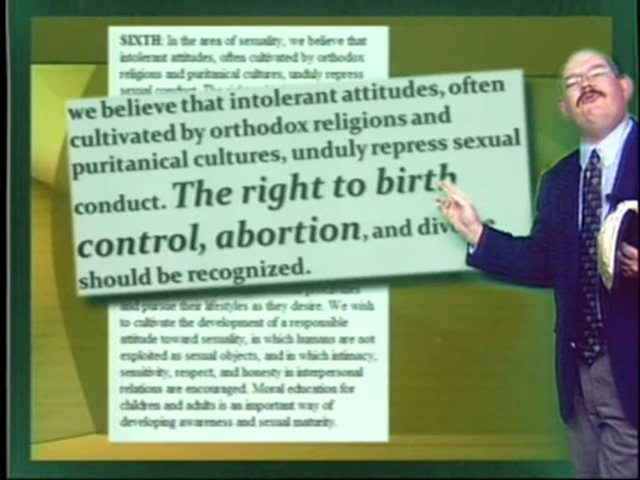 SIXTH: In the area of sexuality, we believe that
intolerant attitudes, often cultivated by orthodox
religions and puritanical cultures, unduly repress
sexual conduct. The right
we believe that intolerant attitudes, often
cultivated by orthodox religions and
puritanical cultures, unduly repress sexual
conduct. The right to birth
control, abortion, and
should be recognized.
and pursue their lifestyles as they desire. We wish
to cultivate the development of a responsible
attitude toward sexuality, in which humans are not
exploited as sexual objects, and in which intimacy,
sensitivity, respect, and honesty in interpersonal
relations are encouraged. Moral education for
children and adults is an important way of
developing awareness and sexual maturity.